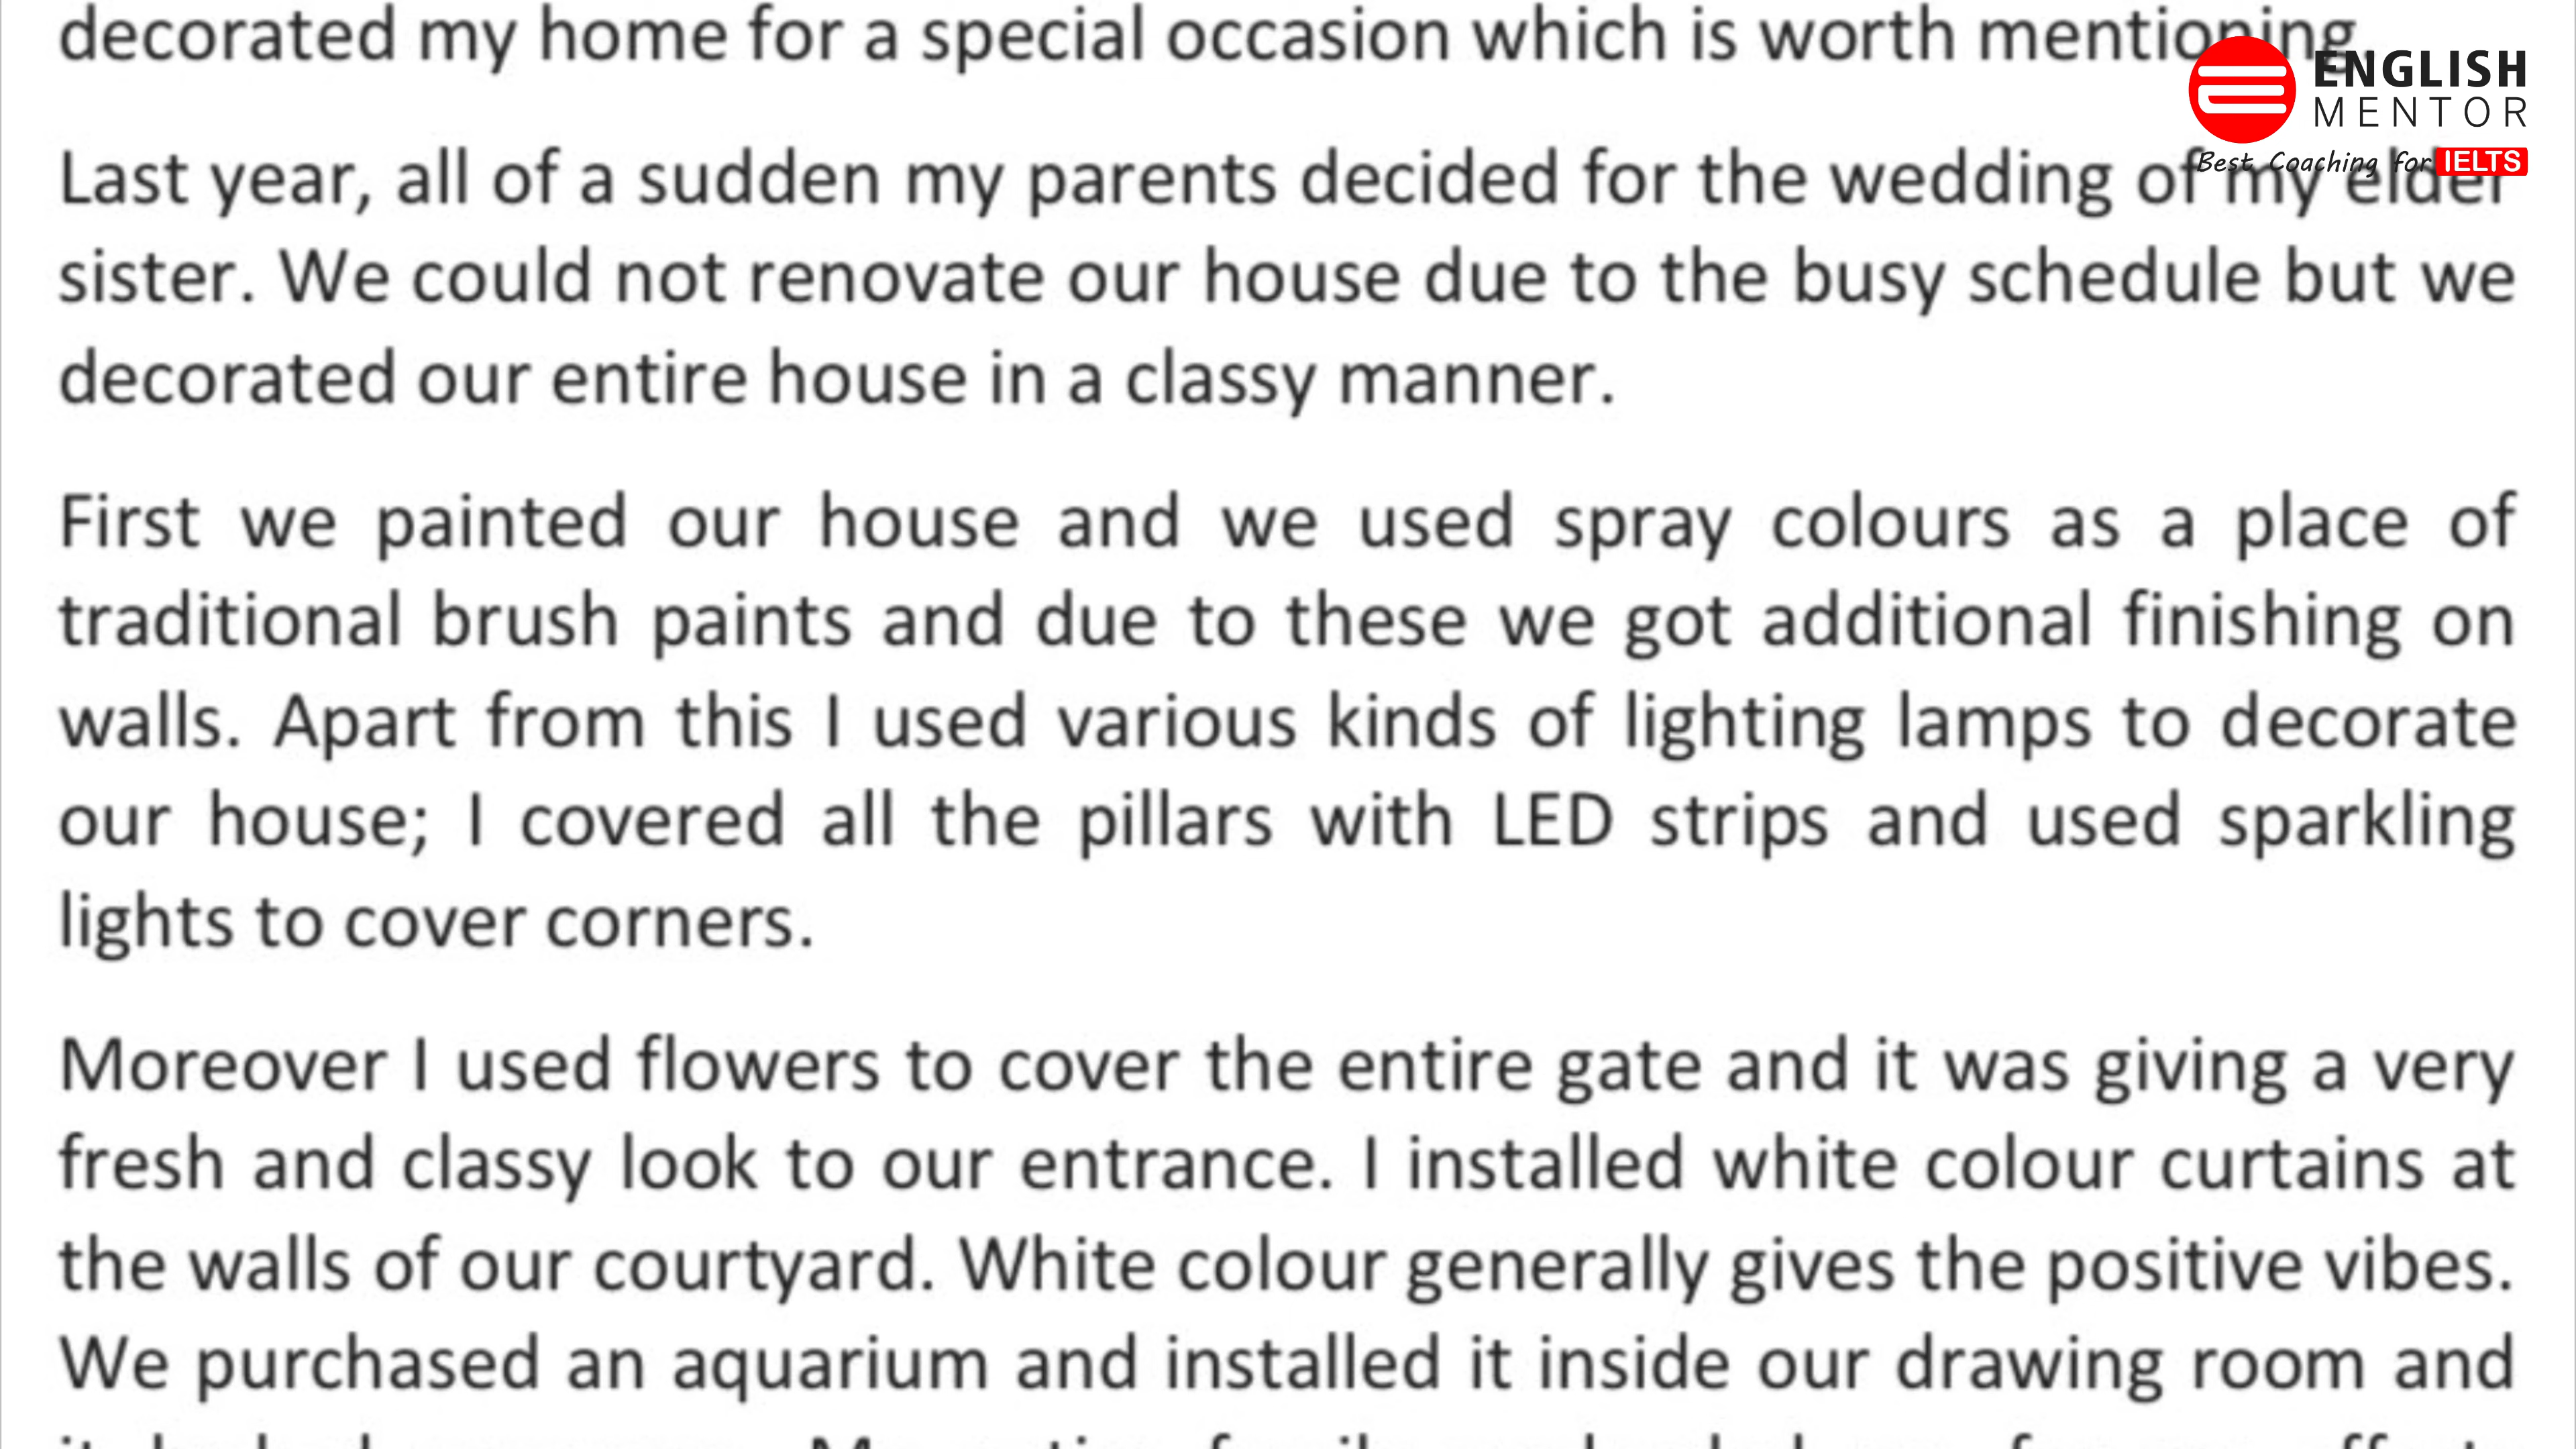 decorated my home for a special occasion which is worth mentioning.
ENGLISH
MENTOR
Best Coaching for IELTS
Last year, all of a sudden my parents decided for the wedding of my elder
sister. We could not renovate our house due to the busy schedule but we
decorated our entire house in a classy manner.
First we painted our house and we used spray colours as a place of
traditional brush paints and due to these we got additional finishing on
walls. Apart from this I used various kinds of lighting lamps to decorate
our house; I covered all the pillars with LED strips and used sparkling
lights to cover corners.
Moreover I used flowers to cover the entire gate and it was giving a very
fresh and classy look to our entrance. I installed white colour curtains at
the walls of our courtyard. White colour generally gives the positive vibes.
We purchased an aquarium and installed it inside our drawing room and